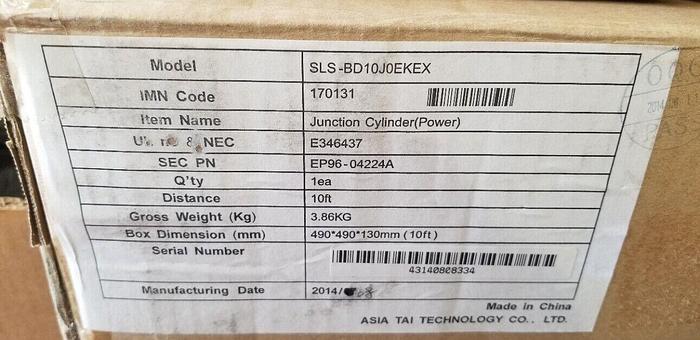 Model SLS-BD10J0EKEX
IMN Code 170131
Item Name Junction Cylinder(Power)
& NEC E346437
SEC PN EP96-04224A
Q'ty 1ea
Distance 10ft
Gross Weight (Kg) 3.86KG
Box Dimension (mm) 490*490*130mm (10ft)
Serial Number 43140808334
Manufacturing Date 2014/ 08
Made in China
ASIA TAI TECHNOLOGY CO., LTD.